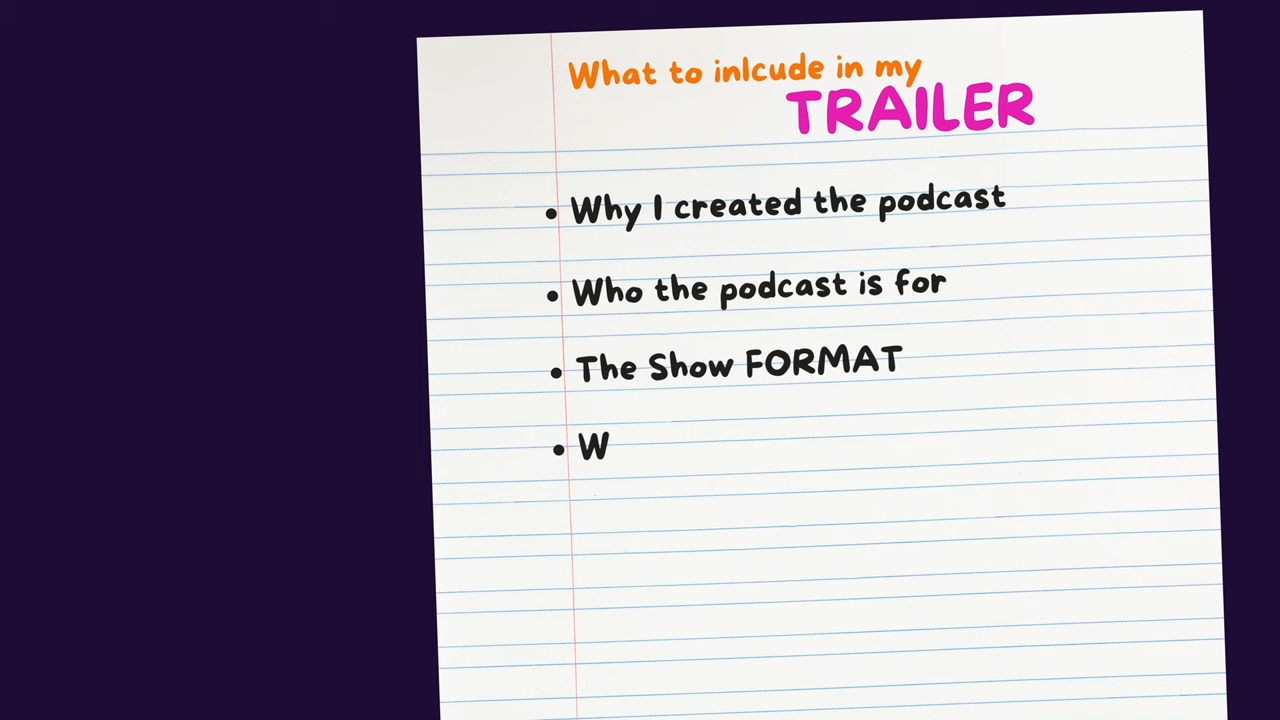 What to inlcude in my
TRAILER
• Why I created the podcast
• Who the podcast is for
• The Show FORMAT
• W